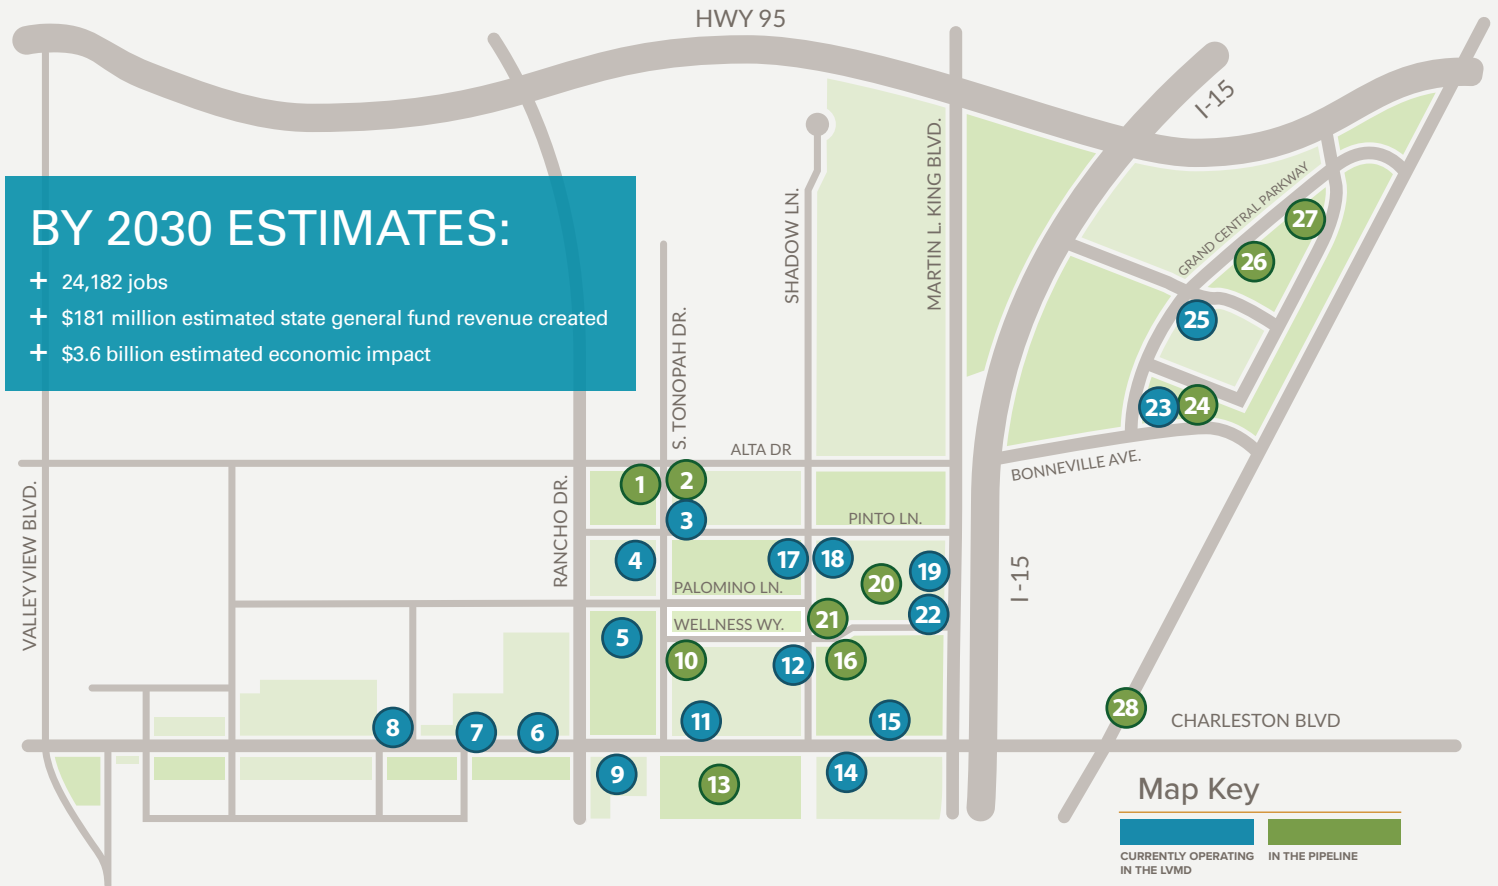 HWY 95
I-15
BY 2030 ESTIMATES:
+ 24,182 jobs
+ $181 million estimated state general fund revenue created
+ $3.6 billion estimated economic impact
SHADOW LN.
MARTIN L. KING BLVD.
GRAND CENTRAL PARKWAY
27
26
25
S. TONOPAH DR.
23
24
ALTA DR
BONNEVILLE AVE.
VALLEY VIEW BLVD.
RANCHO DR.
1
2
3
PINTO LN.
4
17
18
19
20
I-15
PALOMINO LN.
21
22
WELLNESS WY.
5
10
12
16
28
CHARLESTON BLVD
8
7
6
11
15
9
13
14
Map Key
CURRENTLY OPERATING
IN THE LVMD
IN THE PIPELINE